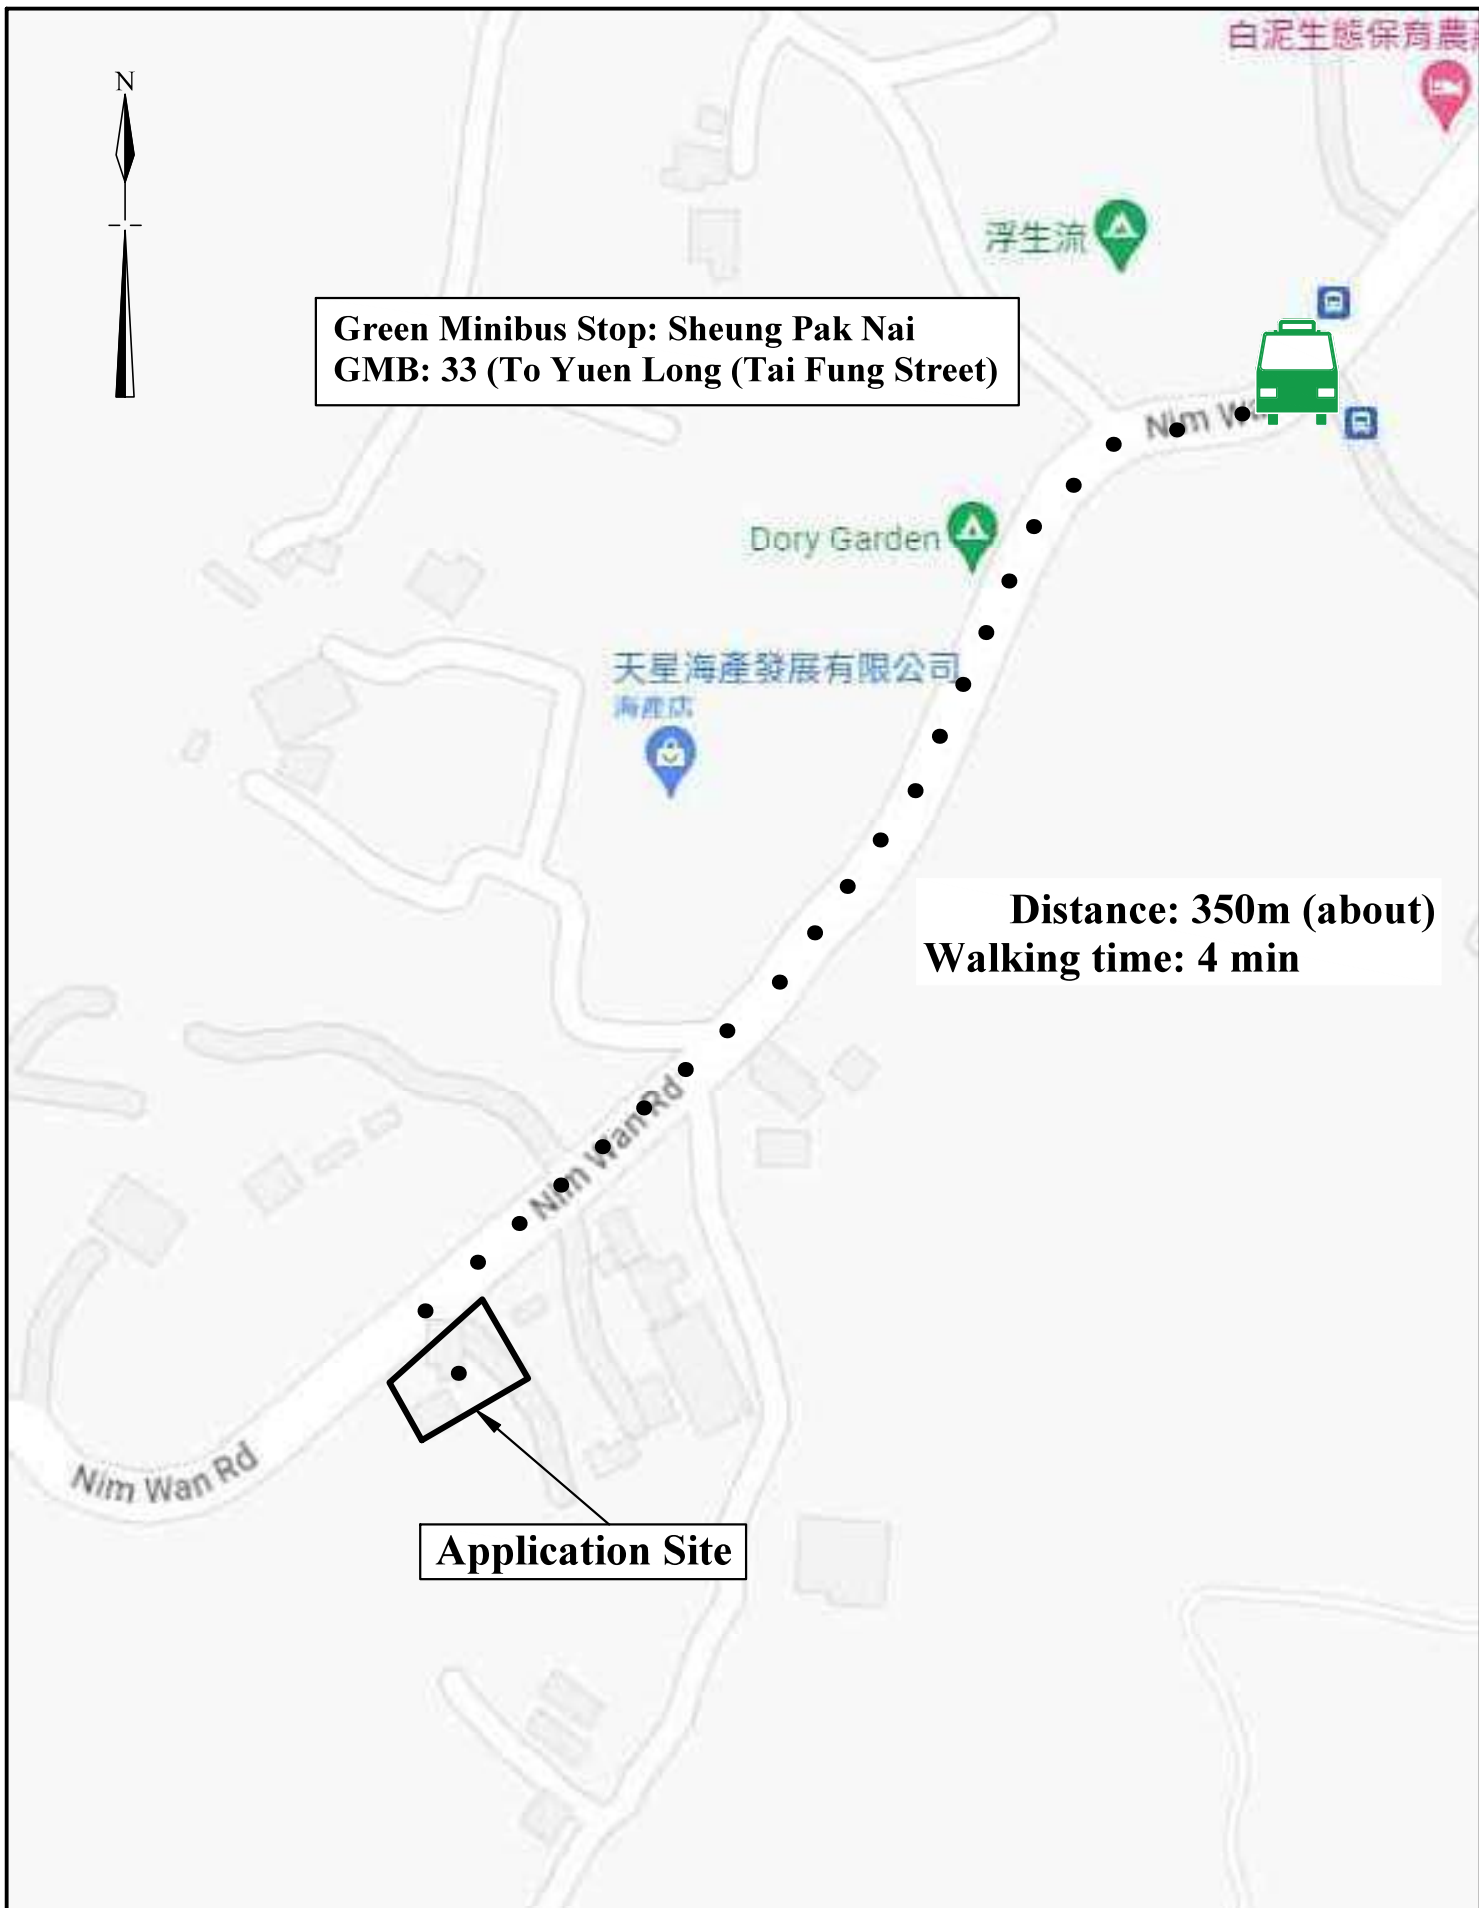 白泥生態保育農
N
浮生流
Green Minibus Stop: Sheung Pak Nai
GMB: 33 (To Yuen Long (Tai Fung Street)
Nim Wa
Dory Garden
天星海產發展有限公司
海產店
Distance: 350m (about)
Walking time: 4 min
Nim Wan Rd
Nim Wan Rd
Application Site